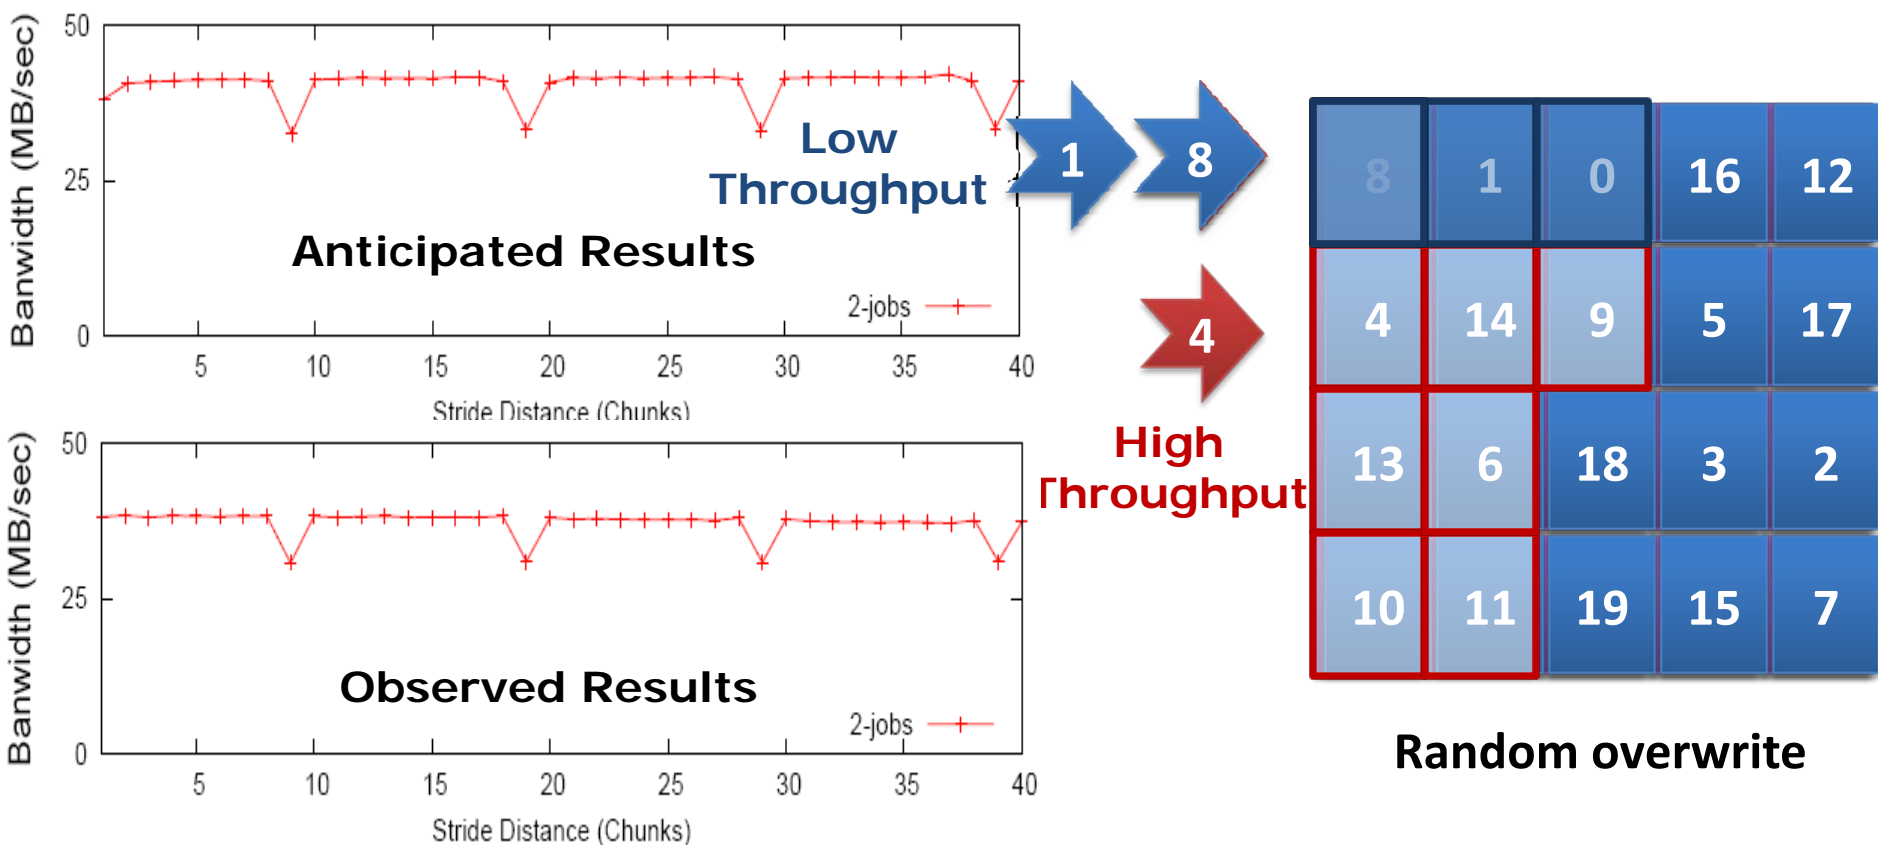 Banwidth (MB/sec)
50
25
0
Low
Throughput
Anticipated Results
2-jobs
5 10 15 20 25 30 35 40
Stride Distance (Chunks)
Banwidth (MB/sec)
50
25
0
Observed Results
2-jobs
5 10 15 20 25 30 35 40
Stride Distance (Chunks)
1 8
4
High
Throughput
8 1 0 16 12
4 14 9 5 17
13 6 18 3 2
10 11 19 15 7
Random overwrite